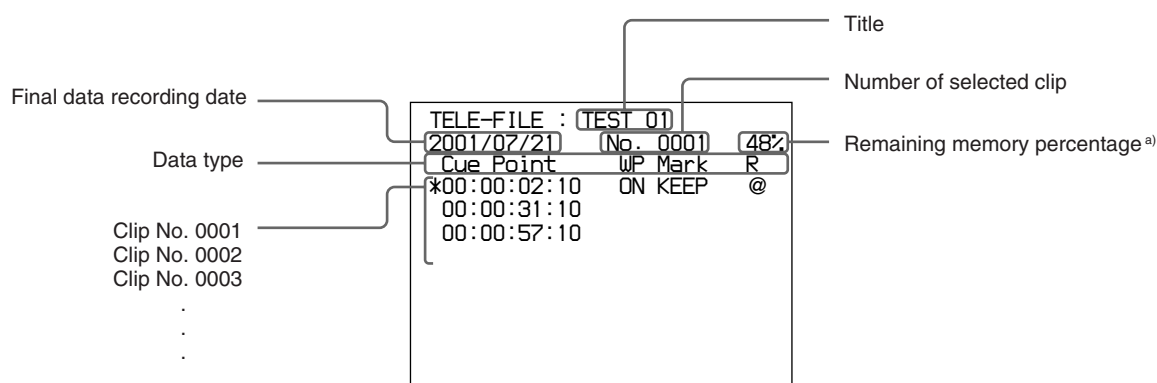 Title
Number of selected clip
Final data recording date
TELE-FILE : TEST 01
2001/07/21 No. 0001 48%
Remaining memory percentage a)
Data type
Cue Point WP Mark R
*00:00:02:10 ON KEEP @
00:00:31:10
00:00:57:10
Clip No. 0001
Clip No. 0002
Clip No. 0003
.
.
.